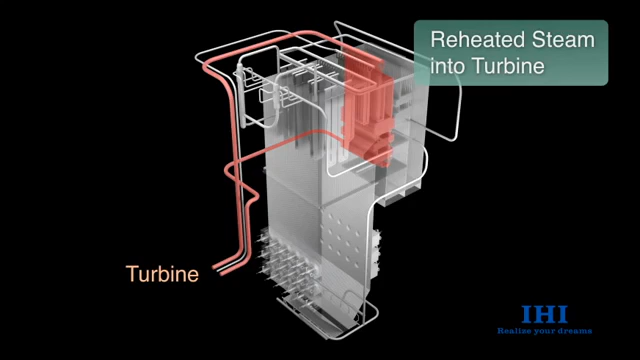 Reheated Steam
into Turbine
Turbine
IHI
Realize your dreams